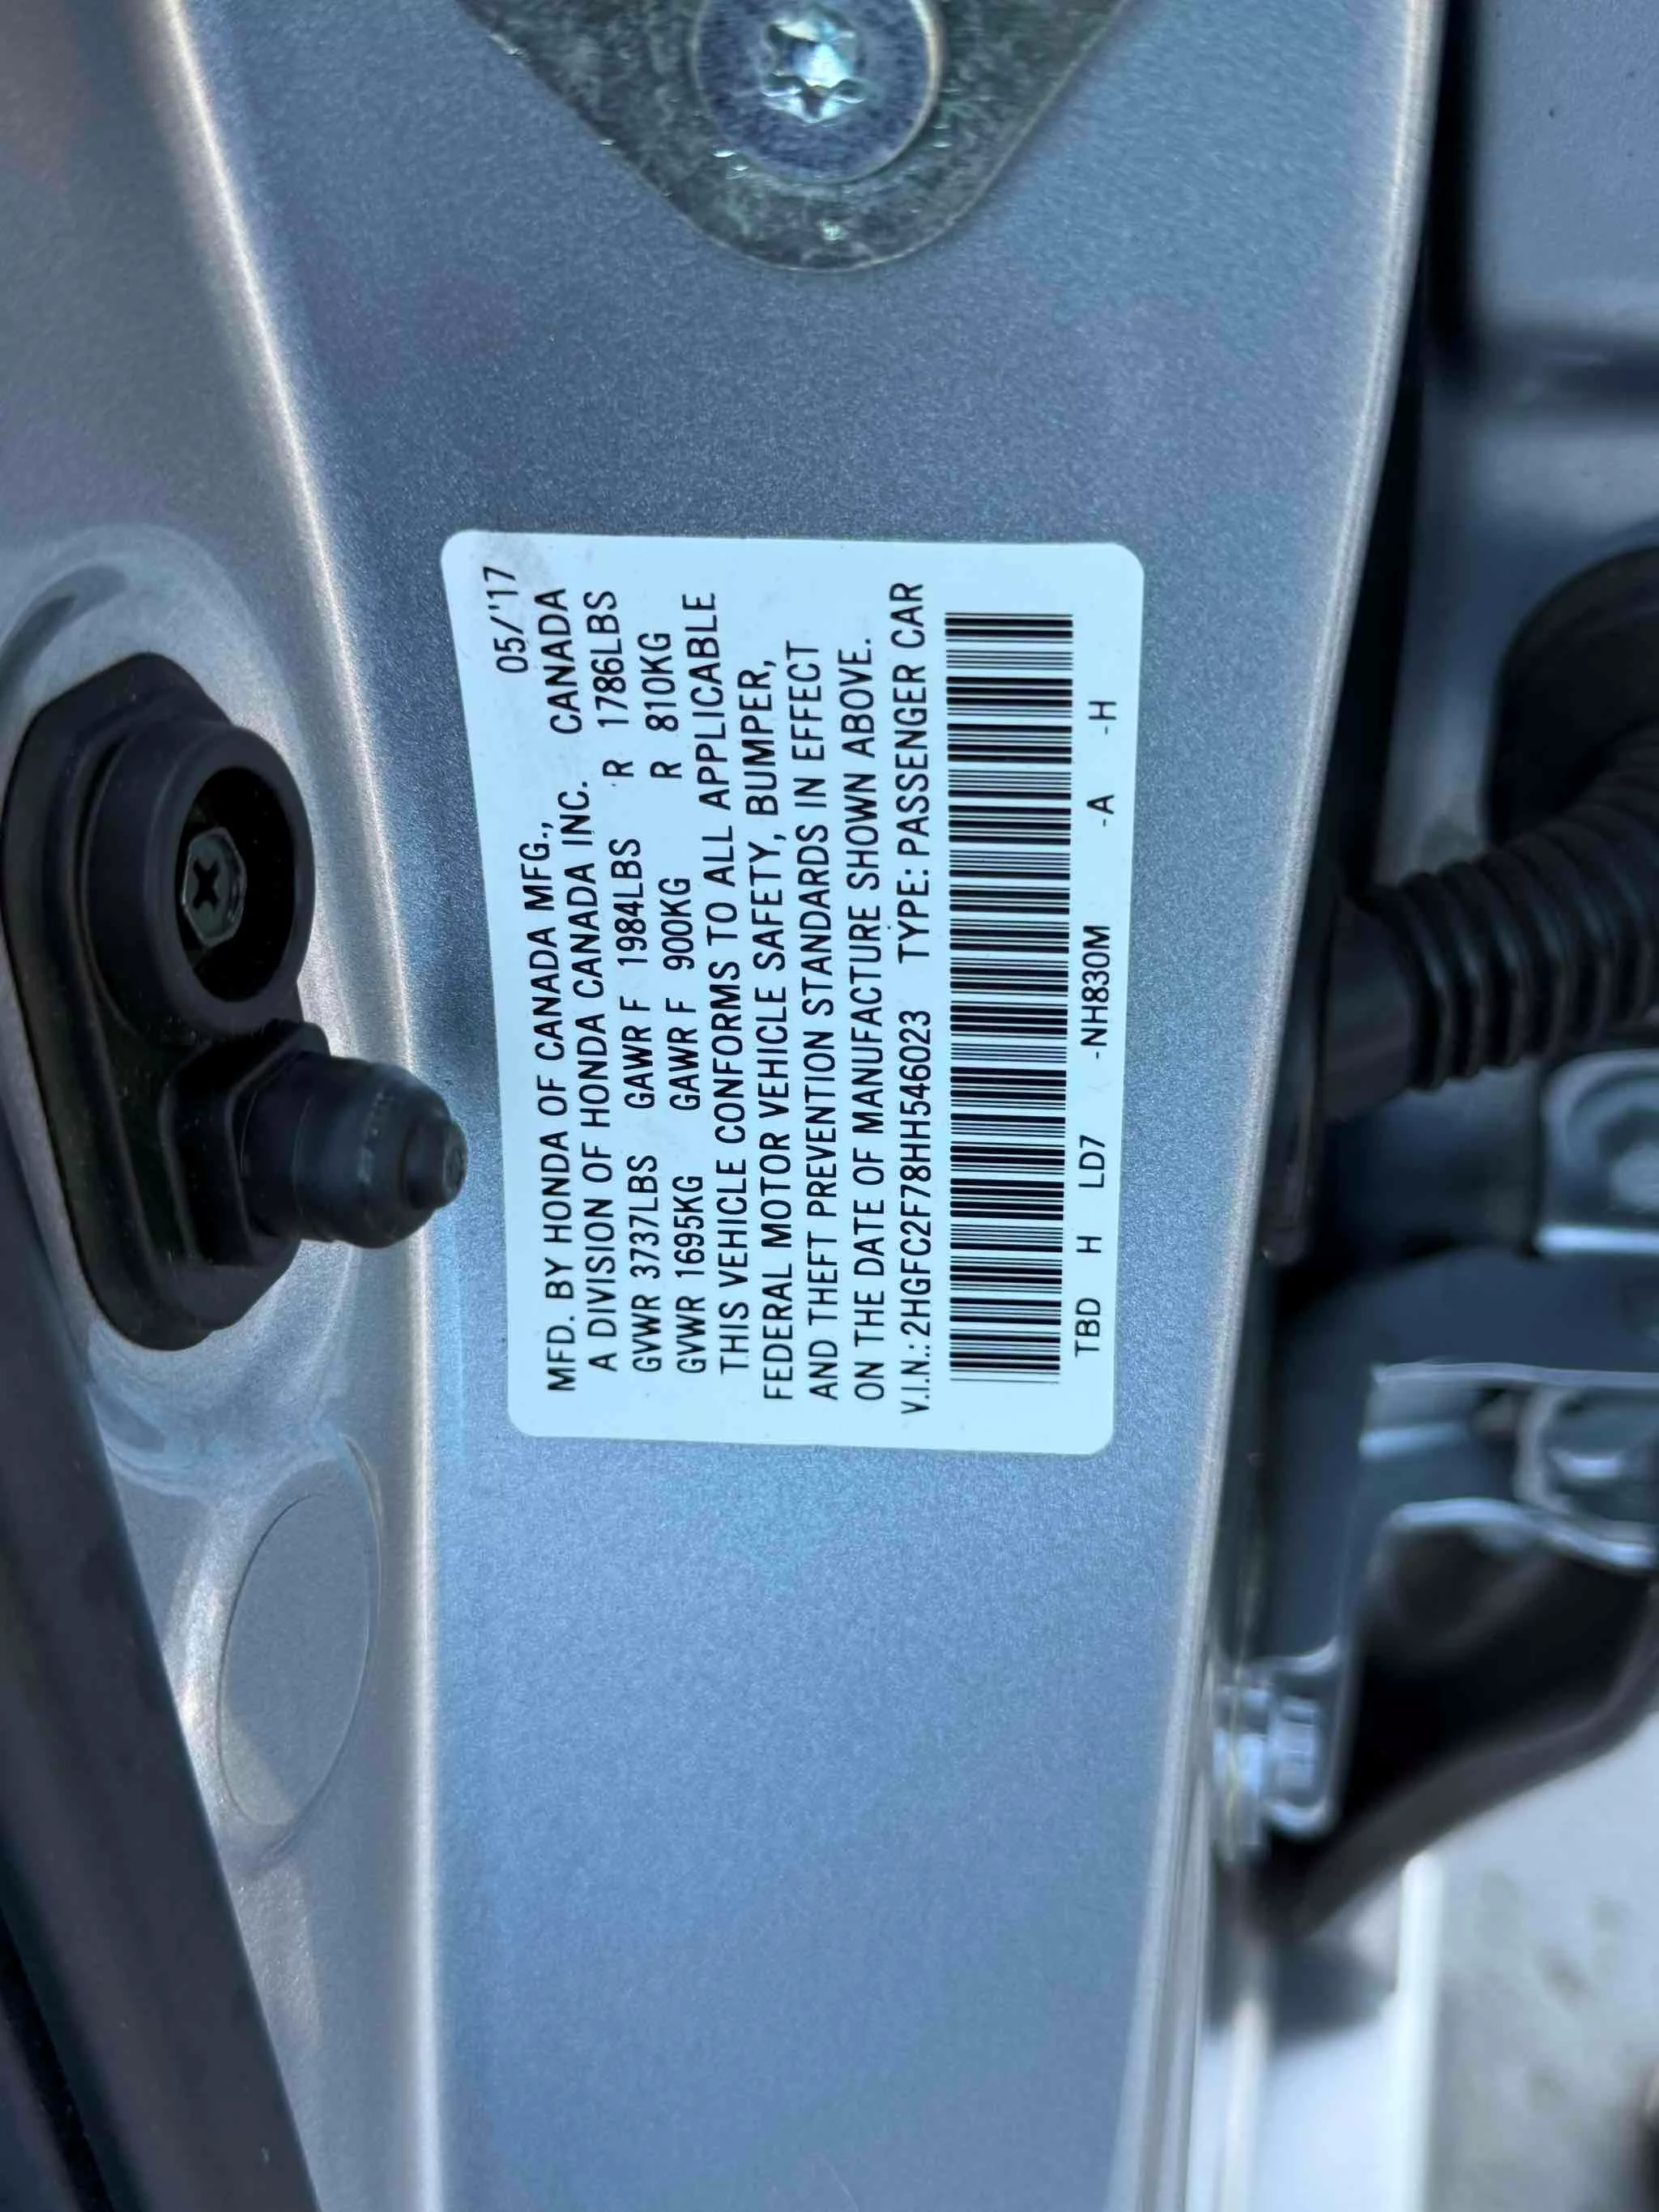 05/'17
MFD. BY HONDA OF CANADA MFG.,
A DIVISION OF HONDA CANADA INC. CANADA
GVWR 3737LBS GAWR F 1984LBS R 1786LBS
GVWR 1695KG GAWR F 900KG R 810KG
THIS VEHICLE CONFORMS TO ALL APPLICABLE
FEDERAL MOTOR VEHICLE SAFETY, BUMPER,
AND THEFT PREVENTION STANDARDS IN EFFECT
ON THE DATE OF MANUFACTURE SHOWN ABOVE.
V.I.N.: 2HGFC2F78HH546023 TYPE: PASSENGER CAR
TBD H LD7 -NH830M -A -H